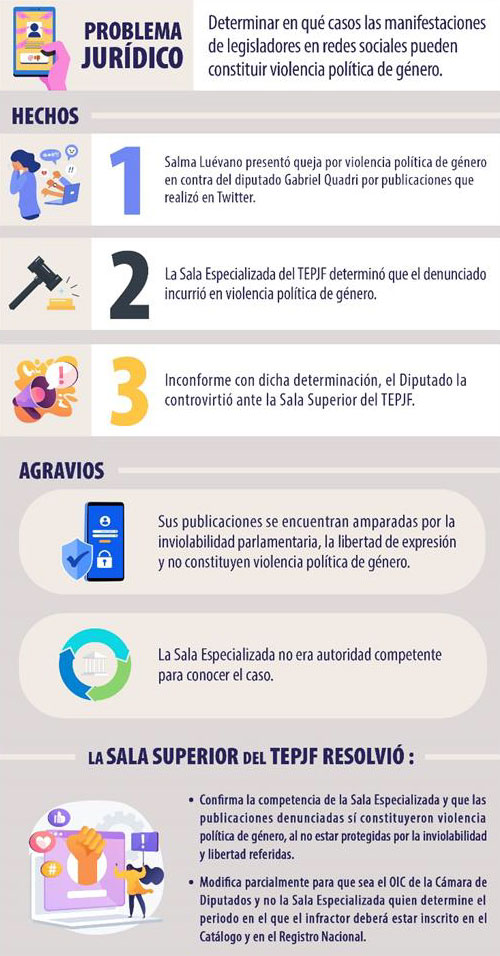 PROBLEMA
JURÍDICO
Determinar en qué casos las manifestaciones
de legisladores en redes sociales pueden
constituir violencia política de género.
HECHOS
1
Salma Luévano presentó queja por violencia política de género
en contra del diputado Gabriel Quadri por publicaciones que
realizó en Twitter.
2
La Sala Especializada del TEPJF determinó que el denunciado
incurrió en violencia política de género.
3
Inconforme con dicha determinación, el Diputado la
controvirtió ante la Sala Superior del TEPJF.
AGRAVIOS
Sus publicaciones se encuentran amparadas por la
inviolabilidad parlamentaria, la libertad de expresión
y no constituyen violencia política de género.
La Sala Especializada no era autoridad competente
para conocer el caso.
LA SALA SUPERIOR DEL TEPJF RESOLVIÓ :
• Confirma la competencia de la Sala Especializada y que las
publicaciones denunciadas sí constituyeron violencia
política de género, al no estar protegidas por la inviolabilidad
y libertad referidas.
• Modifica parcialmente para que sea el OIC de la Cámara de
Diputados y no la Sala Especializada quien determine el
periodo en el que el infractor deberá estar inscrito en el
Catálogo y en el Registro Nacional.